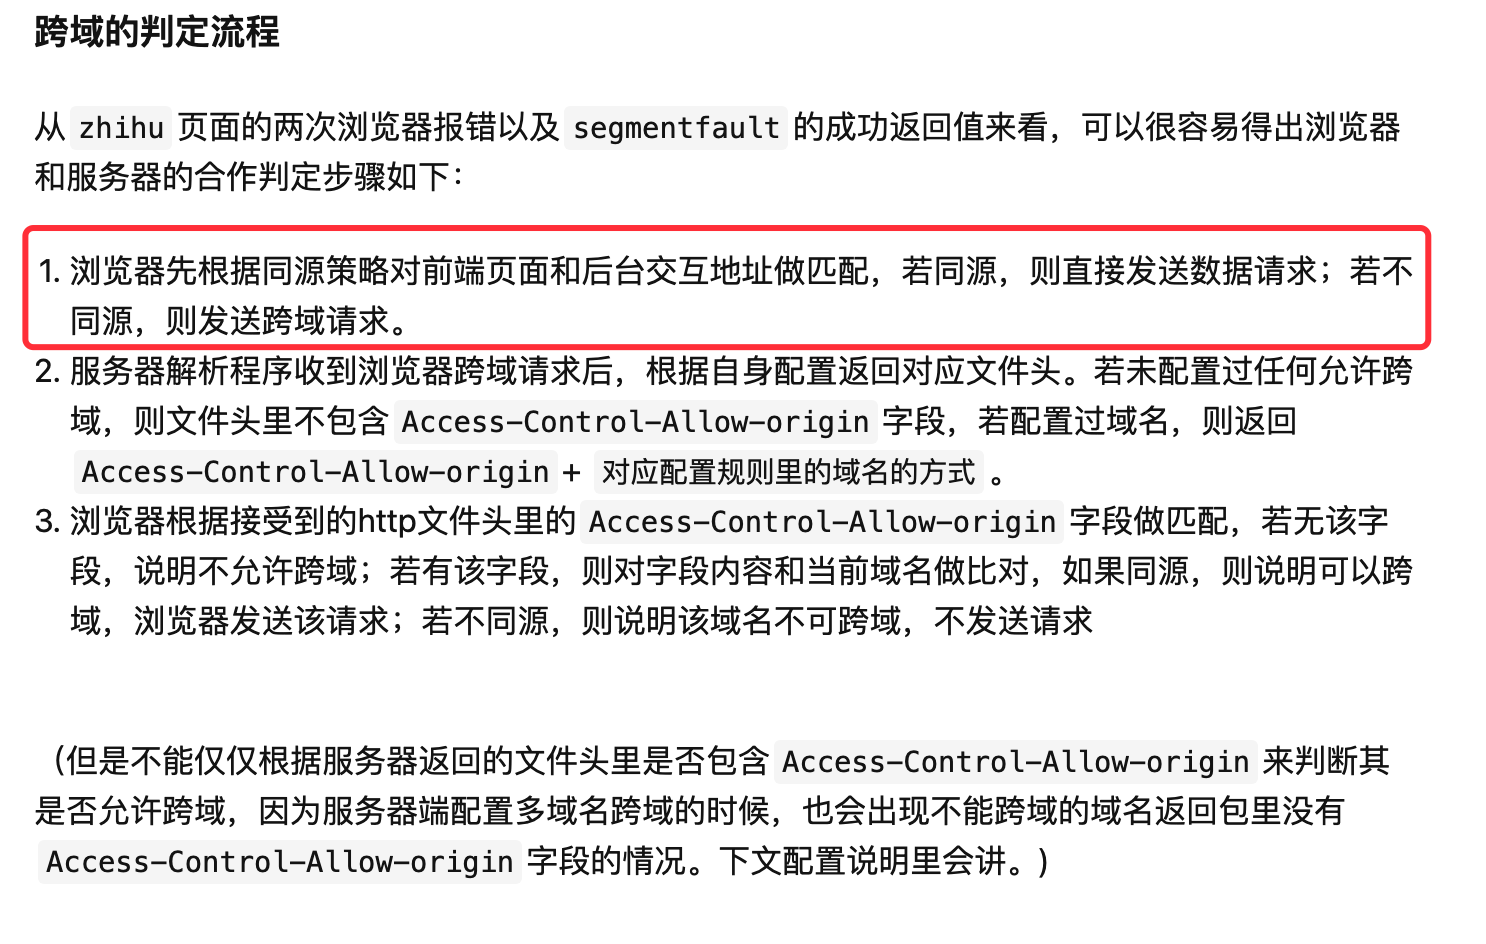 跨域的判定流程
从 zhihu 页面的两次浏览器报错以及 segmentfault 的成功返回值来看，可以很容易得出浏览器
和服务器的合作判定步骤如下：
1. 浏览器先根据同源策略对前端页面和后台交互地址做匹配，若同源，则直接发送数据请求；若不
同源，则发送跨域请求。
2. 服务器解析程序收到浏览器跨域请求后，根据自身配置返回对应文件头。若未配置过任何允许跨
域，则文件头里不包含 Access-Control-Allow-origin 字段，若配置过域名，则返回
Access-Control-Allow-origin + 对应配置规则里的域名的方式 。
3. 浏览器根据接受到的http文件头里的 Access-Control-Allow-origin 字段做匹配，若无该字
段，说明不允许跨域；若有该字段，则对字段内容和当前域名做比对，如果同源，则说明可以跨
域，浏览器发送该请求；若不同源，则说明该域名不可跨域，不发送请求
（但是不能仅仅根据服务器返回的文件头里是否包含 Access-Control-Allow-origin 来判断其
是否允许跨域，因为服务器端配置多域名跨域的时候，也会出现不能跨域的域名返回包里没有
Access-Control-Allow-origin 字段的情况。下文配置说明里会讲。)